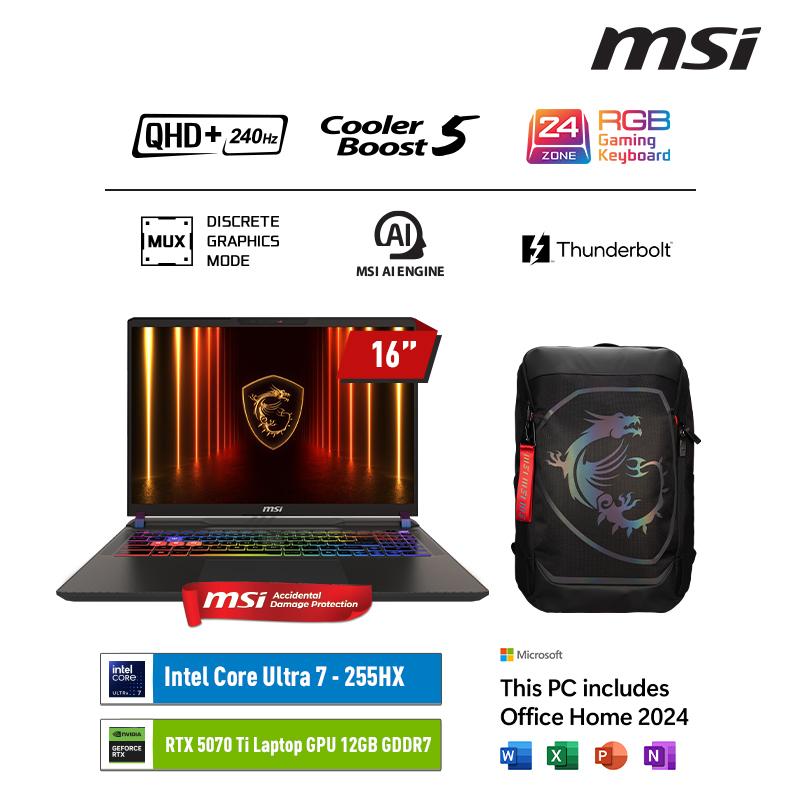 msi
QHD+ 240Hz
Cooler
Boost 5
24
ZONE
RGB
Gaming
Keyboard
MUX
DISCRETE
GRAPHICS
MODE
AI
MSI AI ENGINE
Thunderbolt™
16”
msi
msi Accidental
Damage Protection
intel
CORE
ULTRA 7
Intel Core Ultra 7 - 255HX
NVIDIA
GEFORCE
RTX
RTX 5070 Ti Laptop GPU 12GB GDDR7
Microsoft
This PC includes
Office Home 2024
W X P N